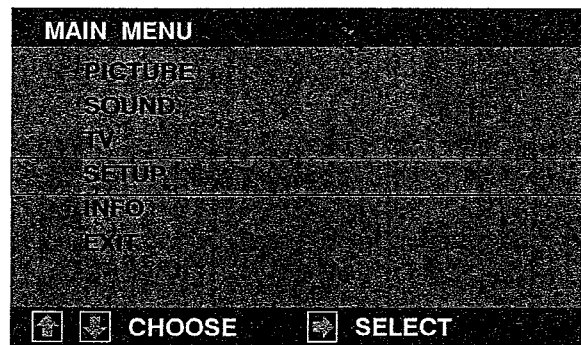 MAIN MENU
PICTURE
SOUND
TV
SETUP
INFO
EXIT
CHOOSE SELECT